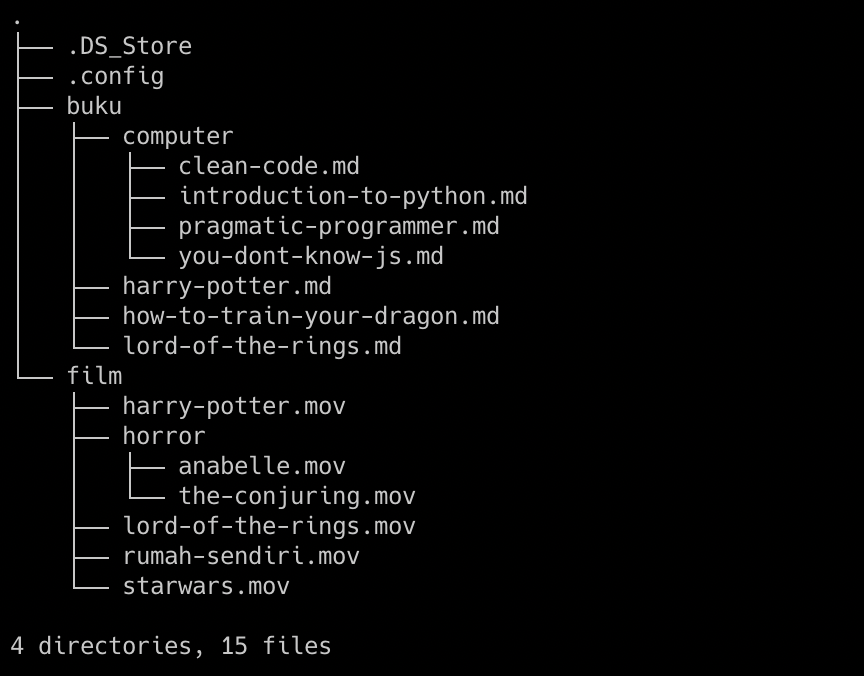 .
├── .DS_Store
├── .config
├── buku
│   ├── computer
│   │   ├── clean-code.md
│   │   ├── introduction-to-python.md
│   │   ├── pragmatic-programmer.md
│   │   └── you-dont-know-js.md
│   ├── harry-potter.md
│   ├── how-to-train-your-dragon.md
│   └── lord-of-the-rings.md
└── film
    ├── harry-potter.mov
    ├── horror
    │   ├── anabelle.mov
    │   └── the-conjuring.mov
    ├── lord-of-the-rings.mov
    ├── rumah-sendiri.mov
    └── starwars.mov

4 directories, 15 files